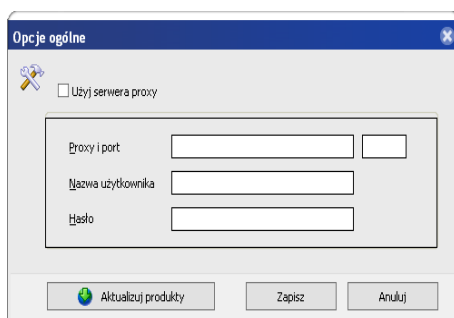 Opcje ogólne
Użyj serwera proxy
Proxy i port
Nazwa użytkownika
Hasło
Aktualizuj produkty Zapisz Anuluj